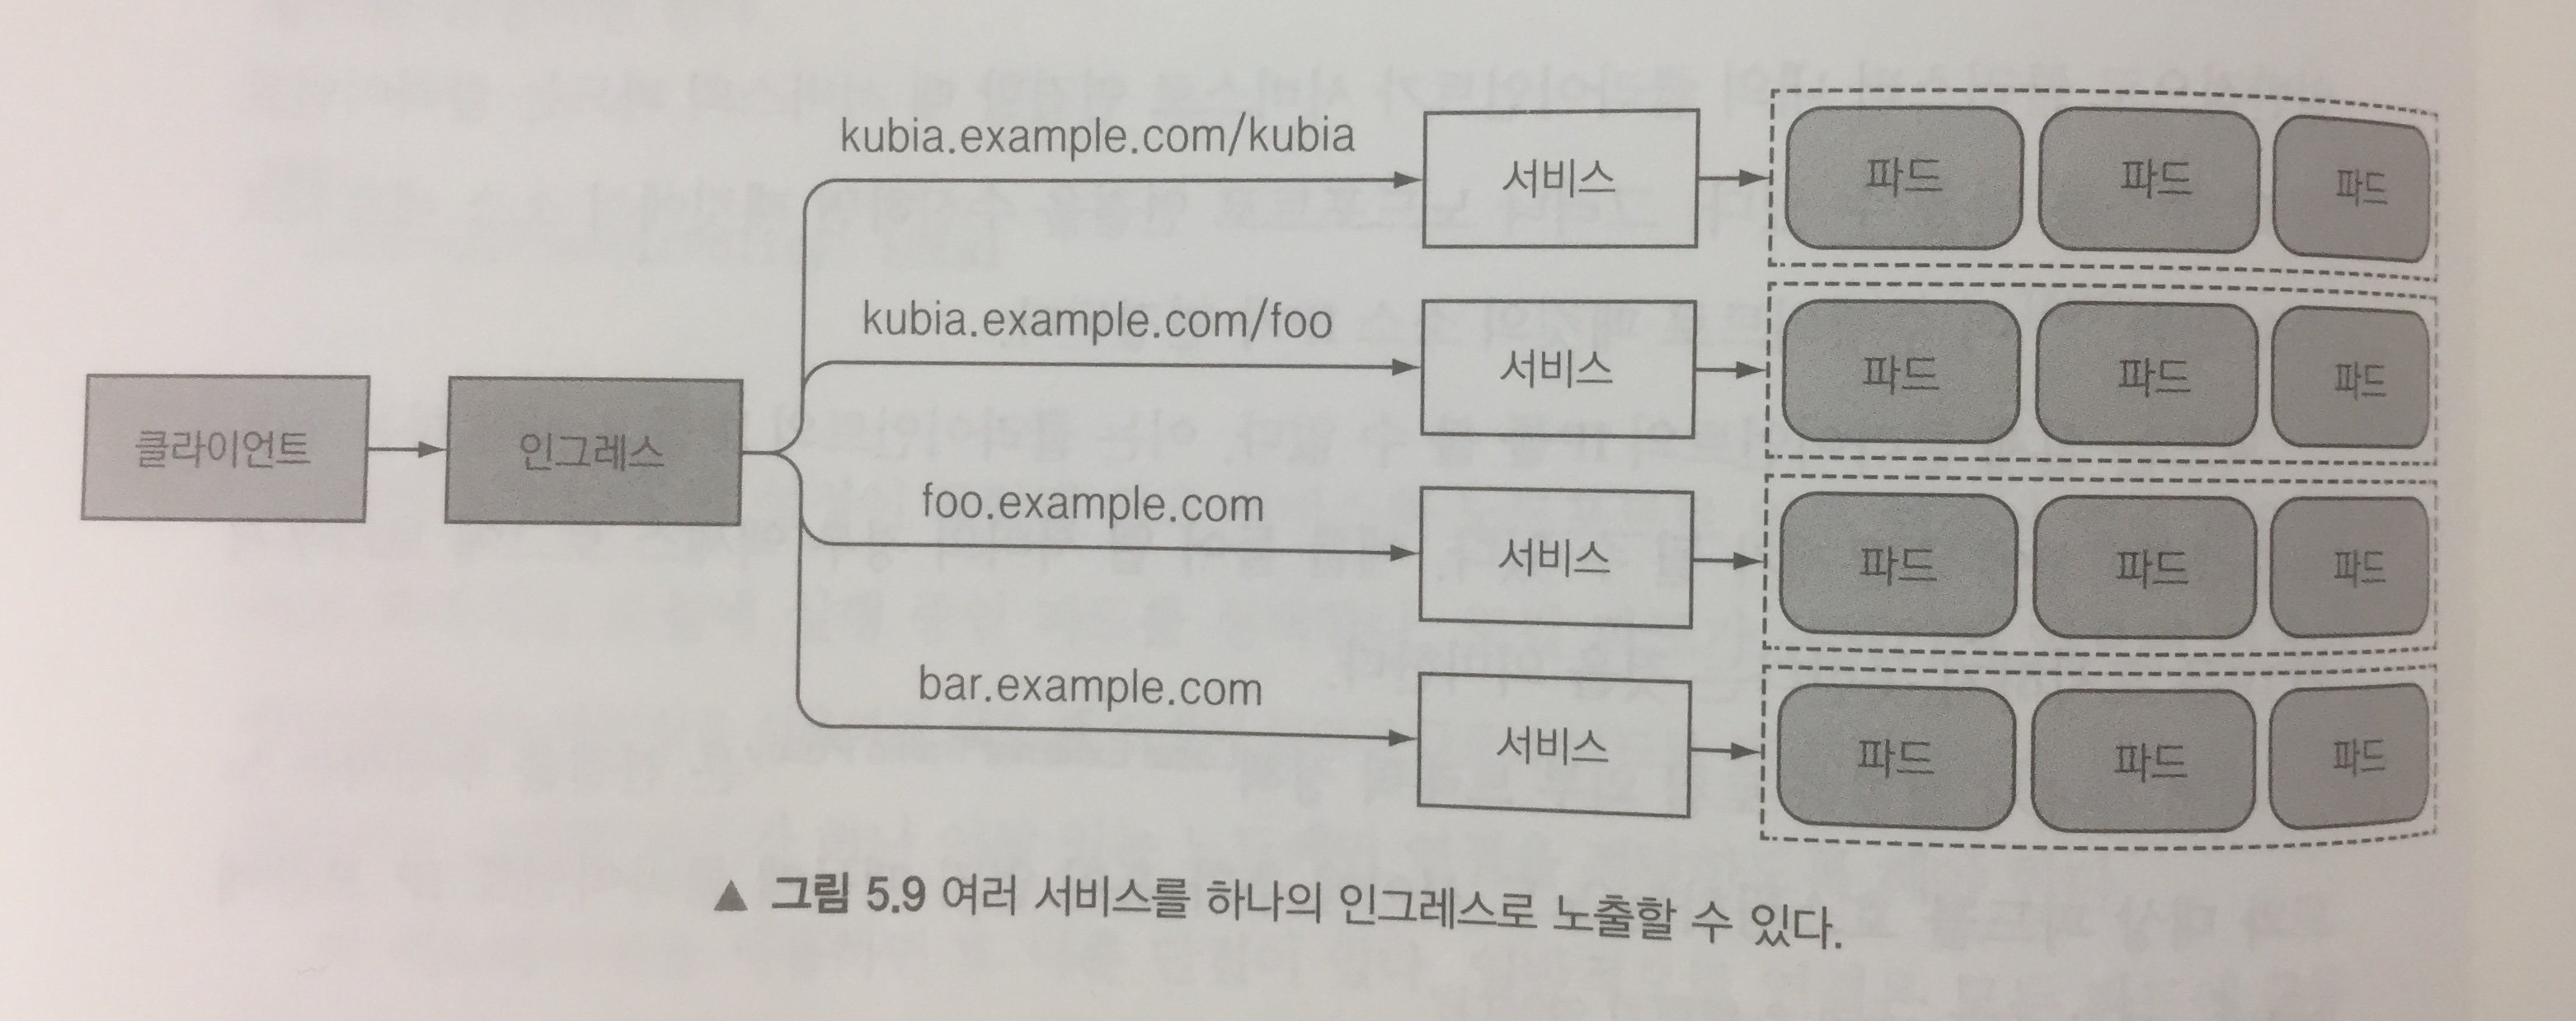 kubia.example.com/kubia
서비스
파드
파드
파드
kubia.example.com/foo
서비스
파드
파드
파드
클라이언트
인그레스
foo.example.com
서비스
파드
파드
파드
bar.example.com
서비스
파드
파드
파드
▲ 그림 5.9 여러 서비스를 하나의 인그레스로 노출할 수 있다.